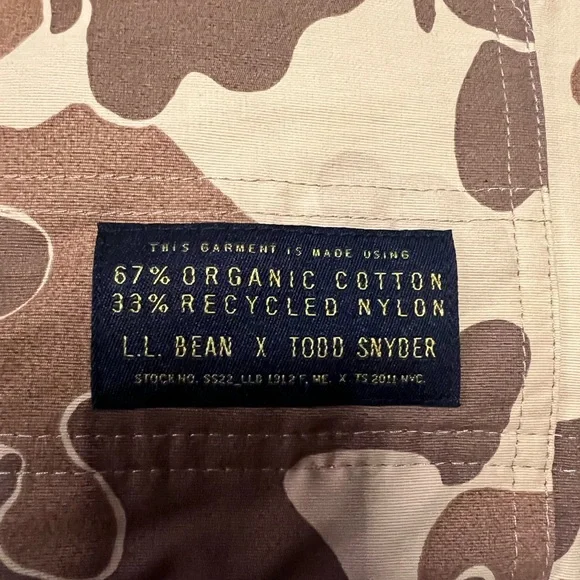 THIS GARMENT IS MADE USING
67% ORGANIC COTTON
33% RECYCLED NYLON
L.L. BEAN X TODD SNYDER
STOCK NO. SS22_LLB 1912 F. ME. X TS 2011 NYC.